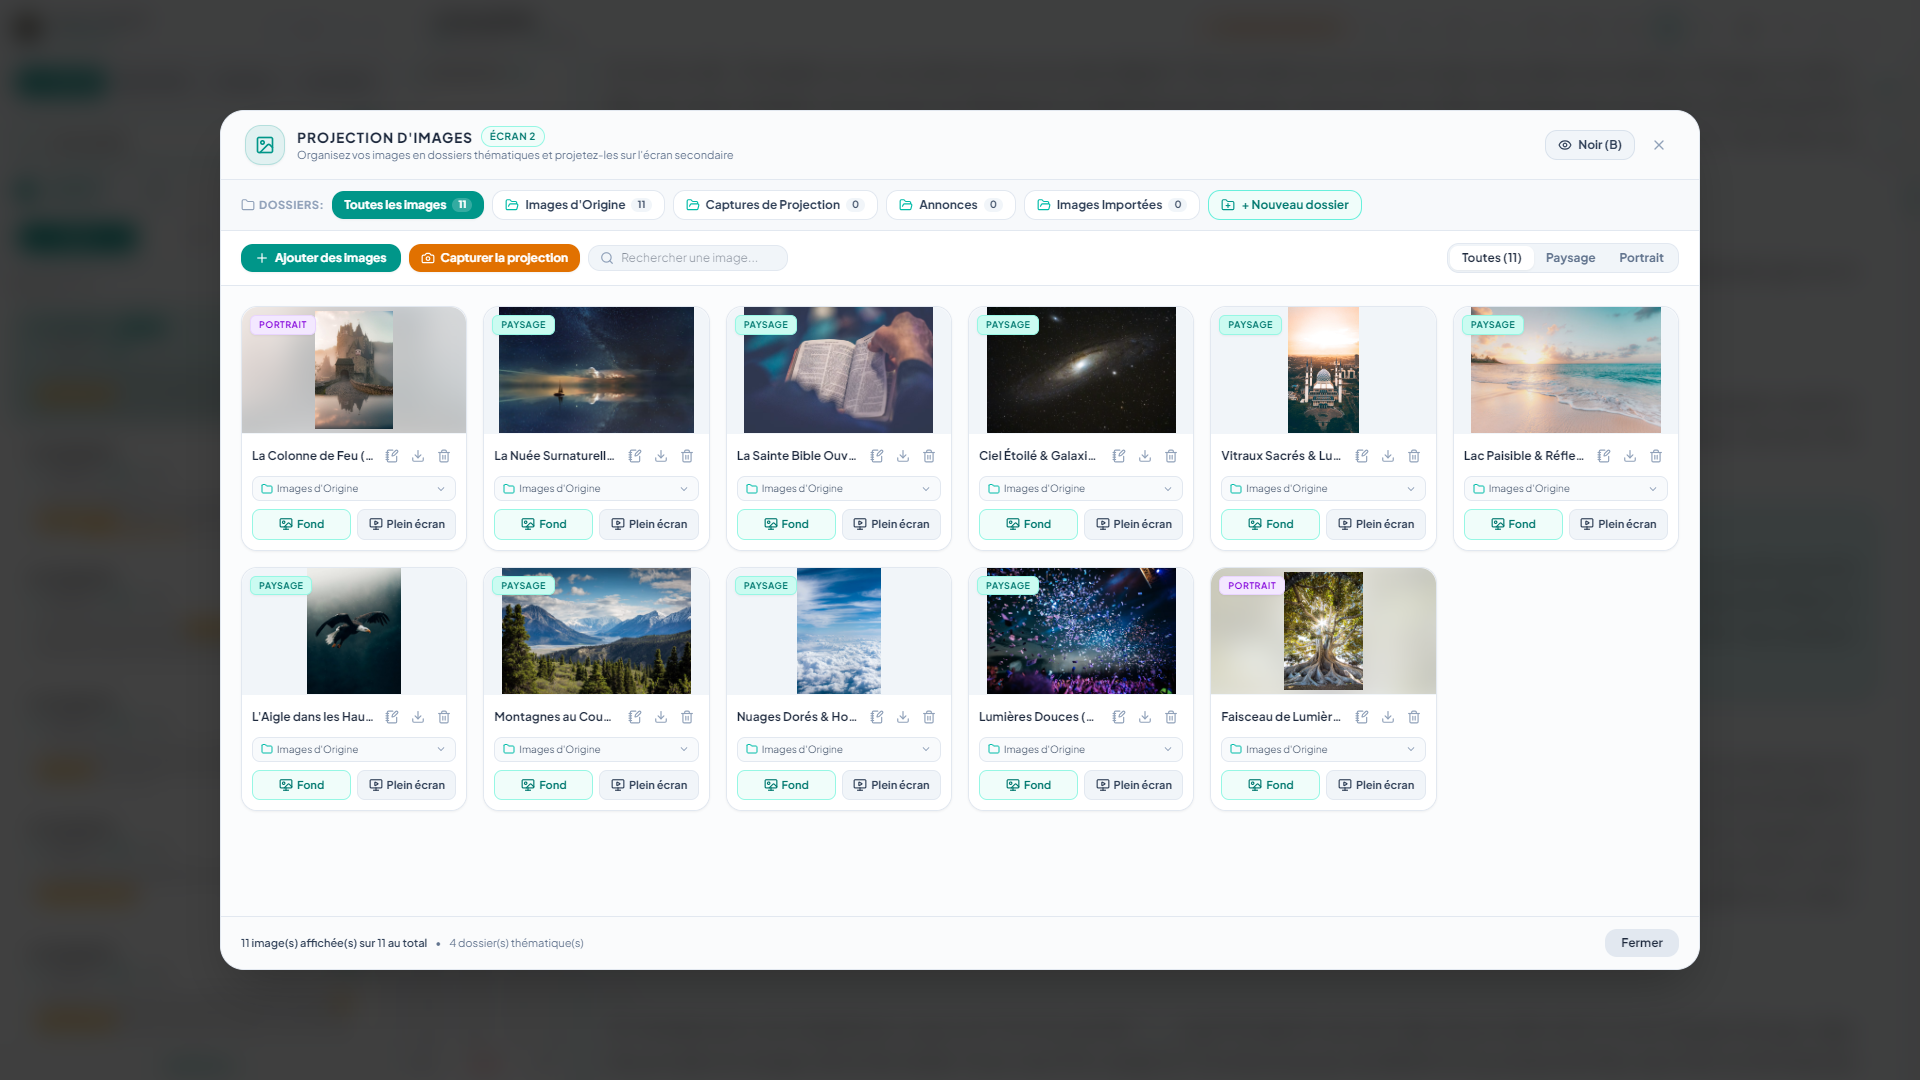 PROJECTION D'IMAGES ÉCRAN 2
Organisez vos images en dossiers thématiques et projetez-les sur l'écran secondaire
Noir (B)
DOSSIERS: Toutes les images 11 Images d'Origine 11 Captures de Projection 0 Annonces 0 Images Importées 0 + Nouveau dossier
Ajouter des images Capturer la projection Rechercher une image... Toutes (11) Paysage Portrait
PORTRAIT PAYSAGE PAYSAGE PAYSAGE PAYSAGE PAYSAGE
La Colonne de Feu (... La Nuée Surnaturell... La Sainte Bible Ouv... Ciel Étoilé & Galaxi... Vitraux Sacrés & Lu... Lac Paisible & Réfle...
Images d'Origine Images d'Origine Images d'Origine Images d'Origine Images d'Origine Images d'Origine
Fond Plein écran Fond Plein écran Fond Plein écran Fond Plein écran Fond Plein écran Fond Plein écran
PAYSAGE PAYSAGE PAYSAGE PAYSAGE PORTRAIT
L'Aigle dans les Hau... Montagnes au Cou... Nuages Dorés & Ho... Lumières Douces (... Faisceau de Lumièr...
Images d'Origine Images d'Origine Images d'Origine Images d'Origine Images d'Origine
Fond Plein écran Fond Plein écran Fond Plein écran Fond Plein écran Fond Plein écran
11 image(s) affichée(s) sur 11 au total • 4 dossier(s) thématique(s)
Fermer